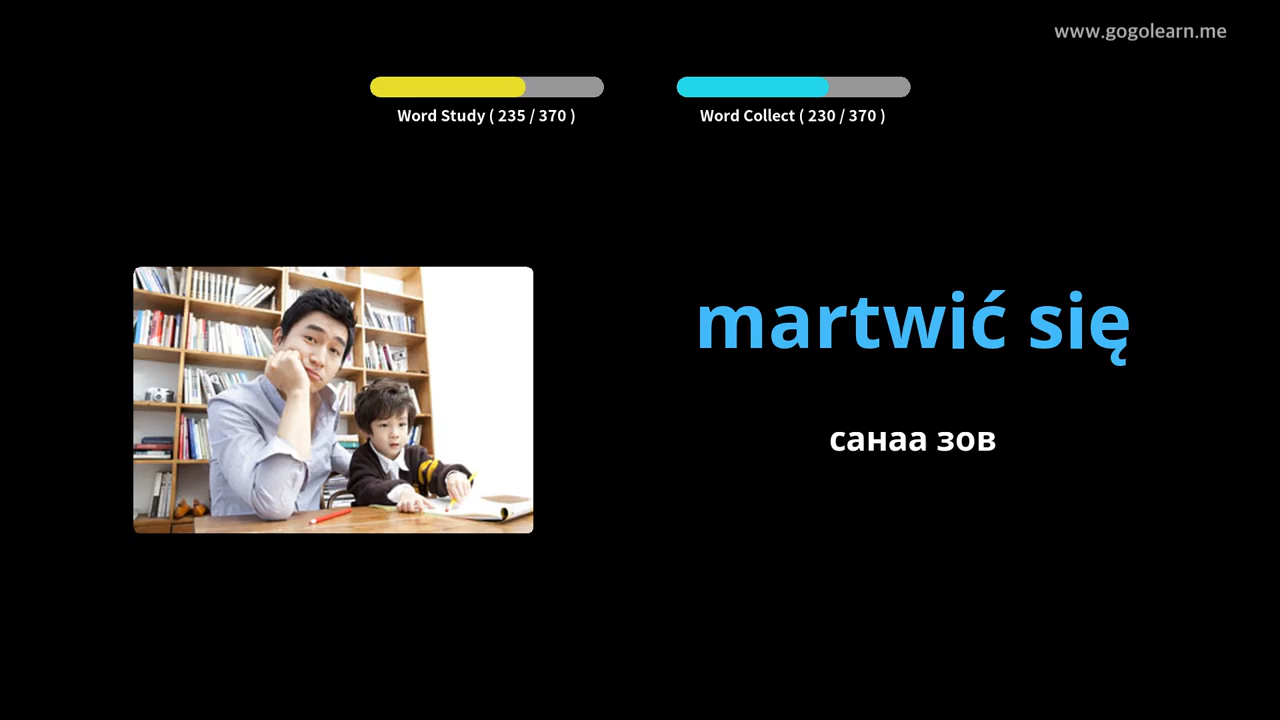 www.gogolearn.me
Word Study ( 235 / 370 )
Word Collect ( 230 / 370 )
martwić się
санаа зов